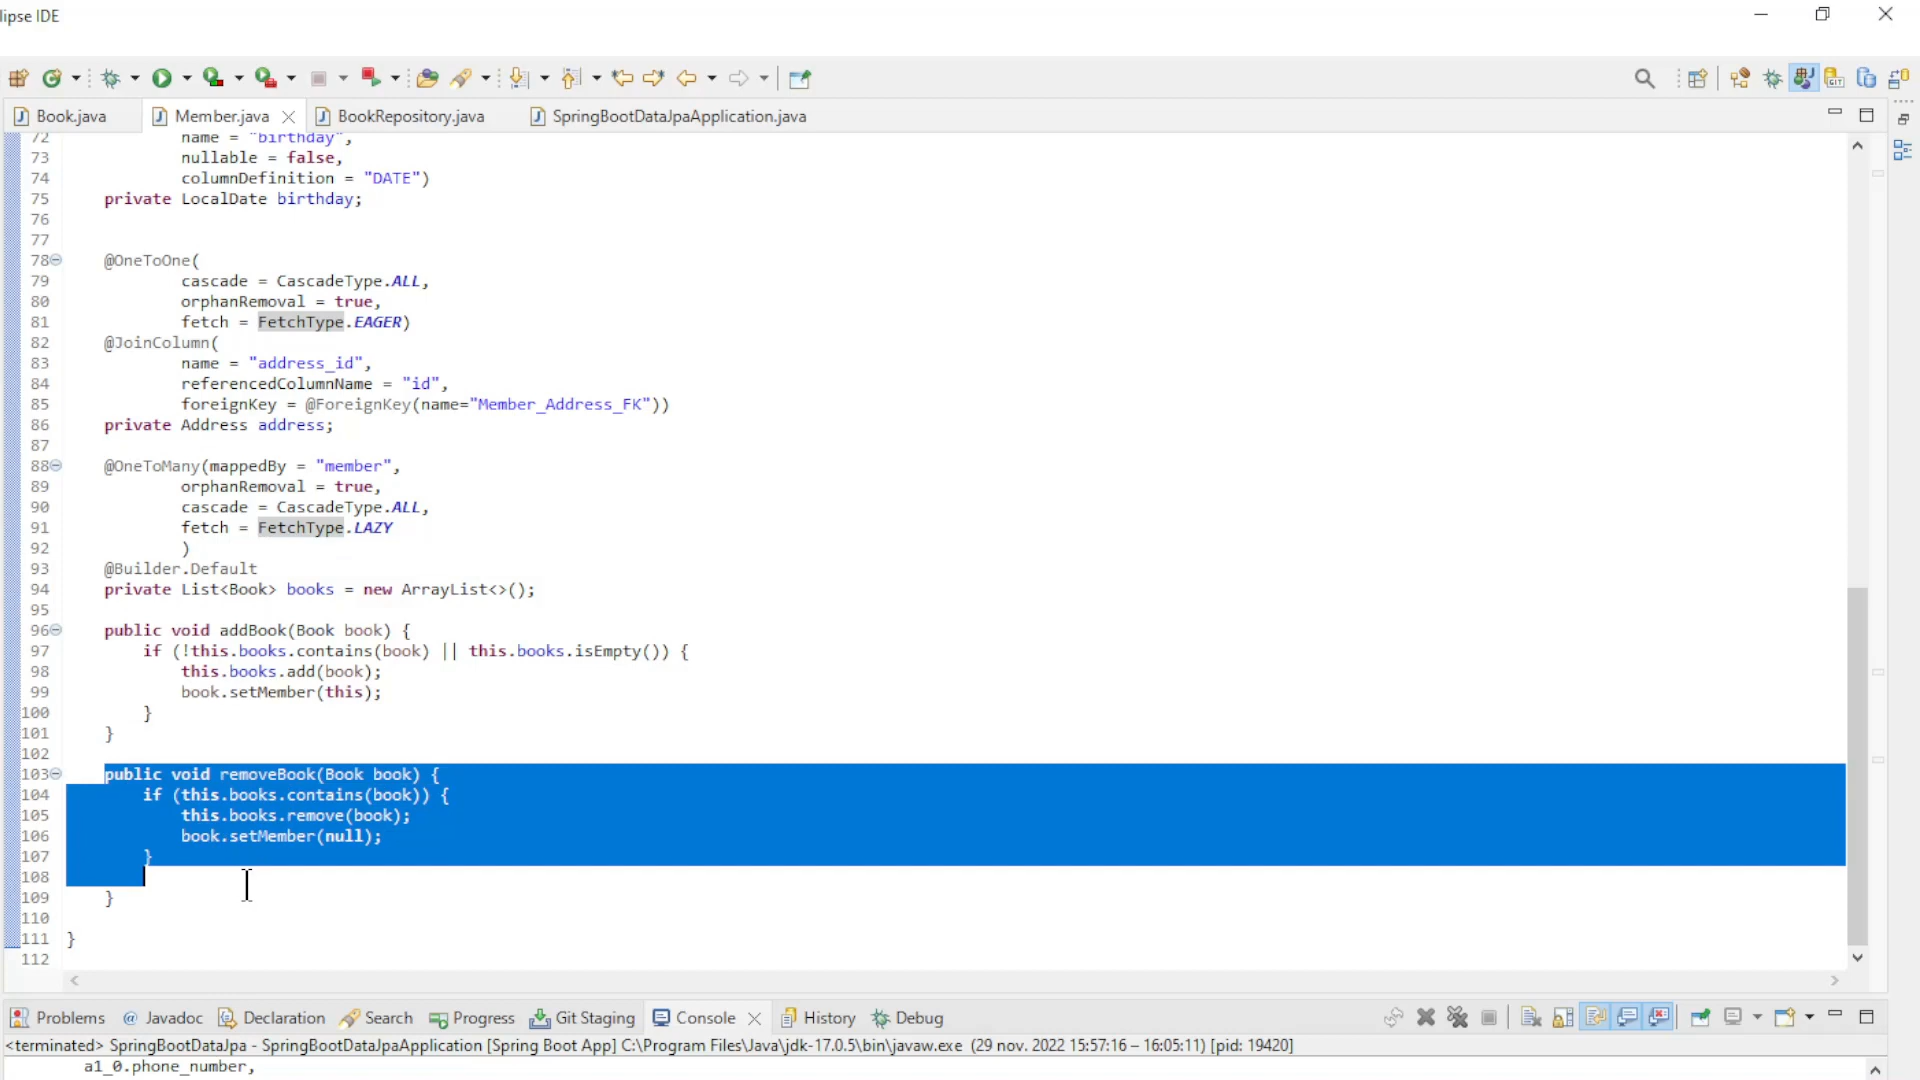 lipse IDE
Book.java
Member.java
BookRepository.java
SpringBootDataJpaApplication.java
72 name = "birthday",
73 nullable = false,
74 columnDefinition = "DATE")
75 private LocalDate birthday;
76
77
78 @OneToOne(
79 cascade = CascadeType.ALL,
80 orphanRemoval = true,
81 fetch = FetchType.EAGER)
82 @JoinColumn(
83 name = "address_id",
84 referencedColumnName = "id",
85 foreignKey = @ForeignKey(name="Member_Address_FK"))
86 private Address address;
87
88 @OneToMany(mappedBy = "member",
89 orphanRemoval = true,
90 cascade = CascadeType.ALL,
91 fetch = FetchType.LAZY
92 )
93 @Builder.Default
94 private List<Book> books = new ArrayList<>();
95
96 public void addBook(Book book) {
97 if (!this.books.contains(book) || this.books.isEmpty()) {
98 this.books.add(book);
99 book.setMember(this);
100 }
101 }
102
103 public void removeBook(Book book) {
104 if (this.books.contains(book)) {
105 this.books.remove(book);
106 book.setMember(null);
107 }
108
109 }
110
111 }
112
Problems @ Javadoc Declaration Search Progress Git Staging Console History Debug
<terminated> SpringBootDataJpa - SpringBootDataJpaApplication [Spring Boot App] C:\Program Files\Java\jdk-17.0.5\bin\javaw.exe (29 nov. 2022 15:57:16 – 16:05:11) [pid: 19420]
a1_0.phone_number,